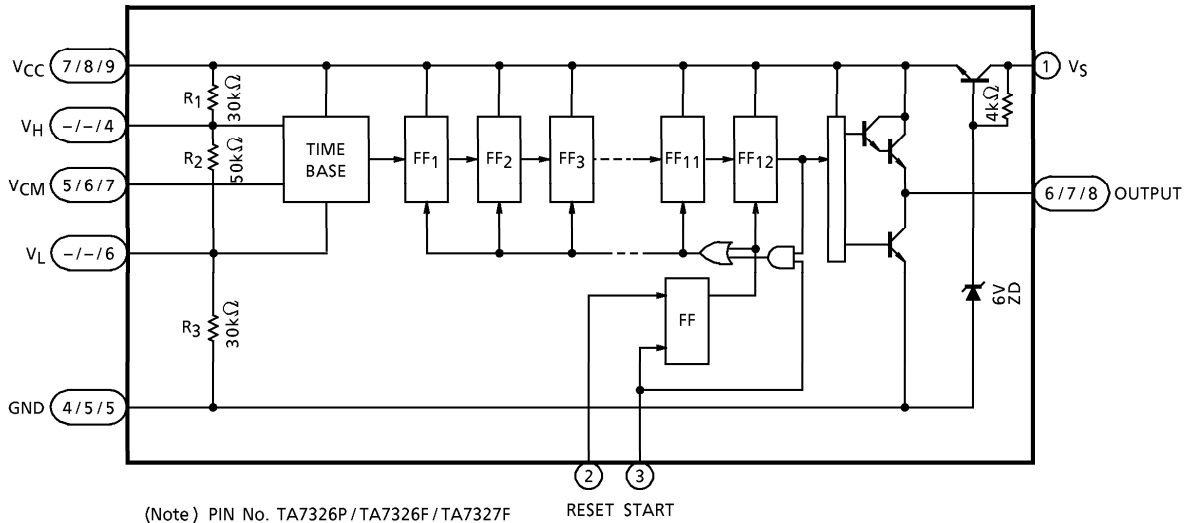 VCC 7/8/9
R1 30kΩ
VH -/-/4
R2 50kΩ
VCM 5/6/7
VL -/-/6
R3 30kΩ
GND 4/5/5
TIME
BASE
FF1
FF2
FF3
FF11
FF12
FF
4kΩ
1 VS
6/7/8 OUTPUT
6V
ZD
2 3
RESET START
(Note) PIN No. TA7326P/TA7326F/TA7327F